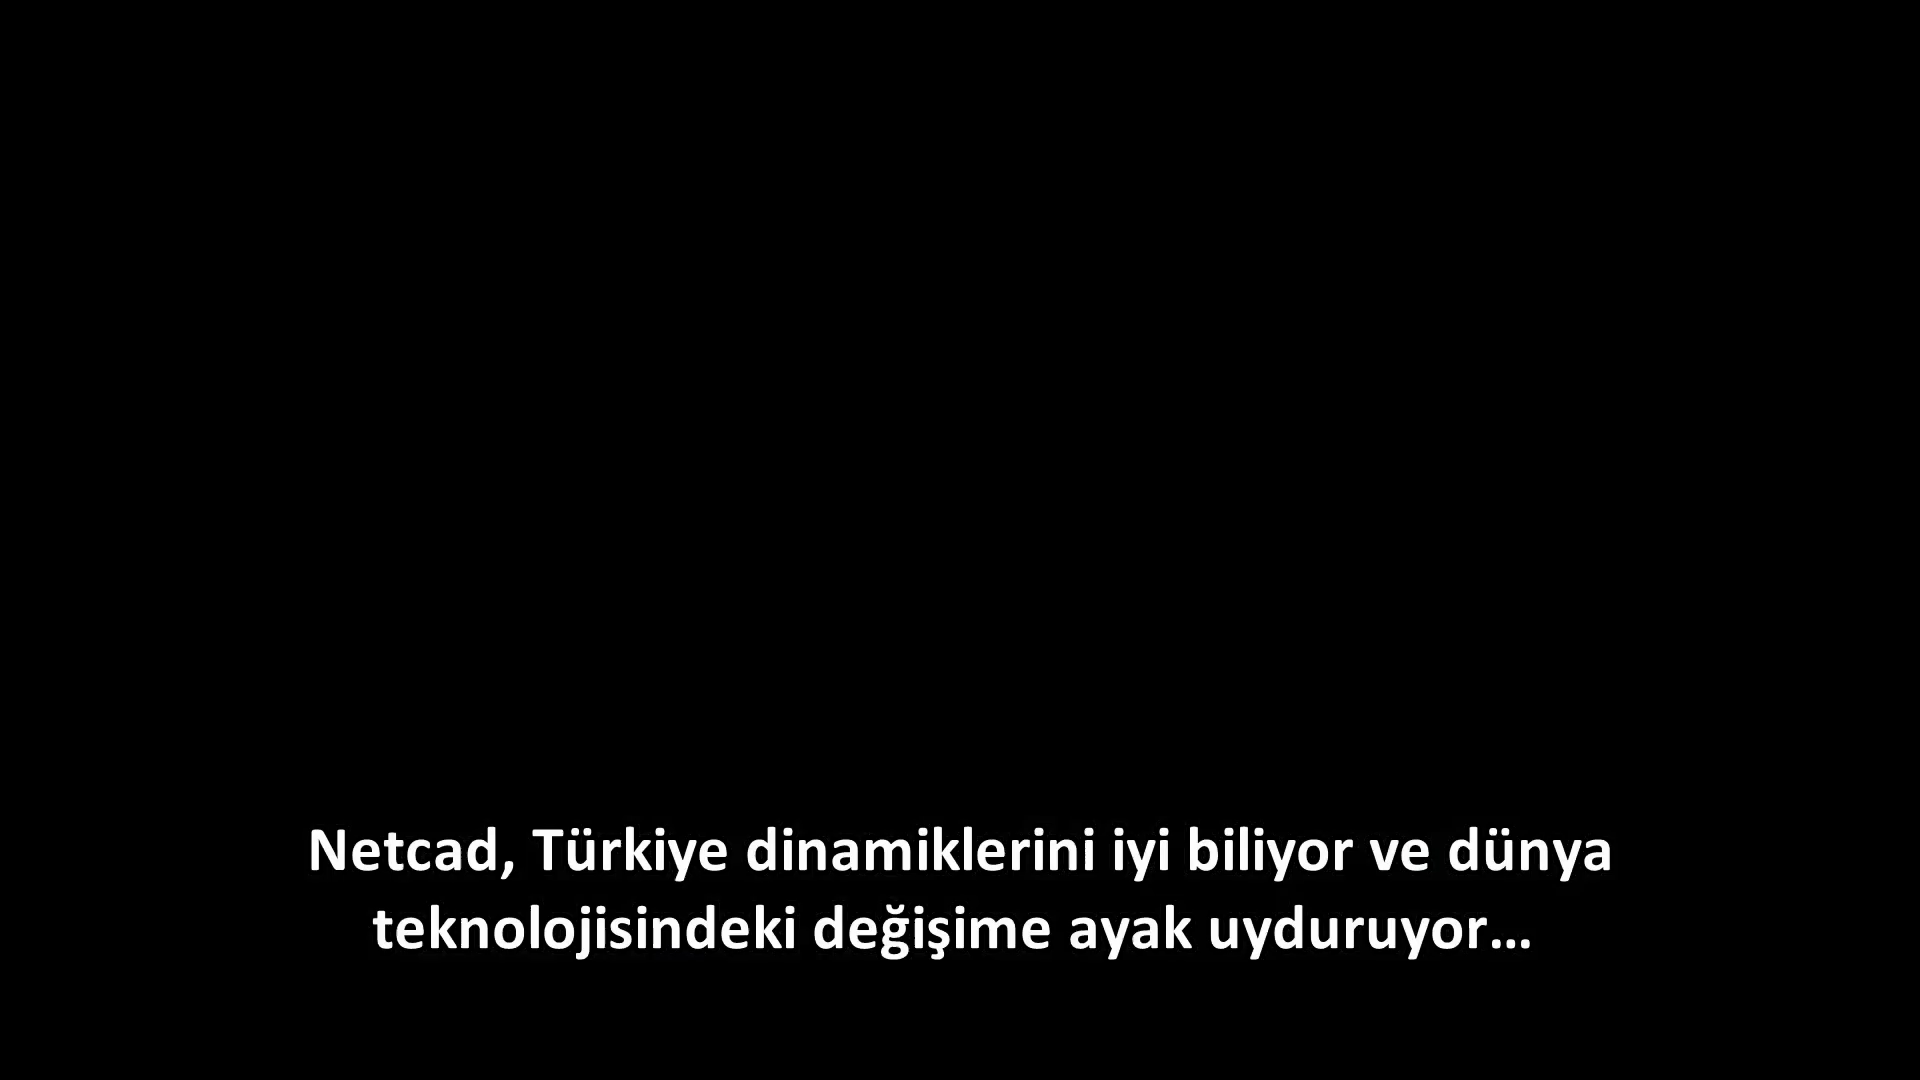 Netcad, Türkiye dinamiklerini iyi biliyor ve dünya
teknolojisindeki değişime ayak uyduruyor…